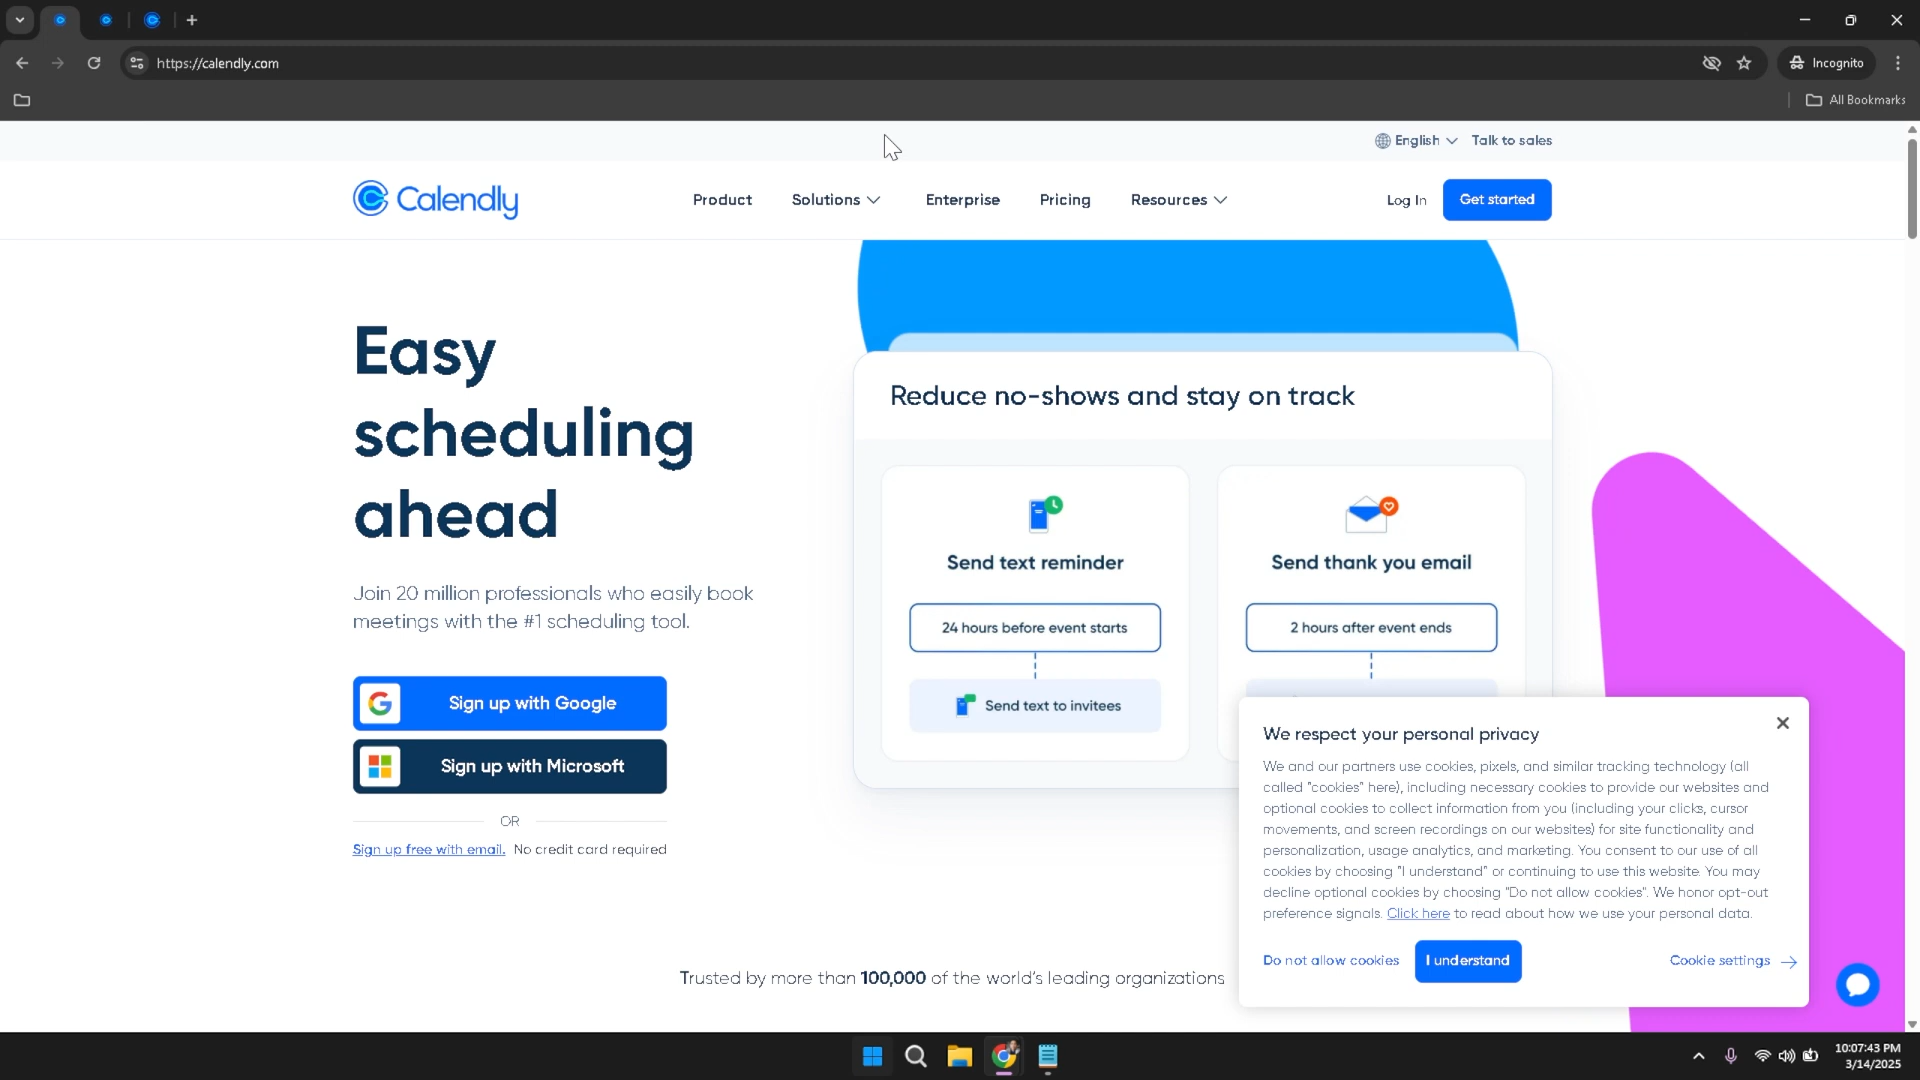 https://calendly.com
Incognito
All Bookmarks
English
Talk to sales
Calendly
Product
Solutions
Enterprise
Pricing
Resources
Log In
Get started
Easy
scheduling
ahead
Join 20 million professionals who easily book
meetings with the #1 scheduling tool.
Sign up with Google
Sign up with Microsoft
OR
Sign up free with email. No credit card required
Reduce no-shows and stay on track
Send text reminder
24 hours before event starts
Send text to invitees
Send thank you email
2 hours after event ends
Trusted by more than 100,000 of the world's leading organizations
We respect your personal privacy
We and our partners use cookies, pixels, and similar tracking technology (all
called "cookies" here), including necessary cookies to provide our websites and
optional cookies to collect information from you (including your clicks, cursor
movements, and screen recordings on our websites) for site functionality and
personalization, usage analytics, and marketing. You consent to our use of all
cookies by choosing "I understand" or continuing to use this website. You may
decline optional cookies by choosing "Do not allow cookies". We honor opt-out
preference signals. Click here to read about how we use your personal data.
Do not allow cookies
I understand
Cookie settings
10:07:43 PM
3/14/2025